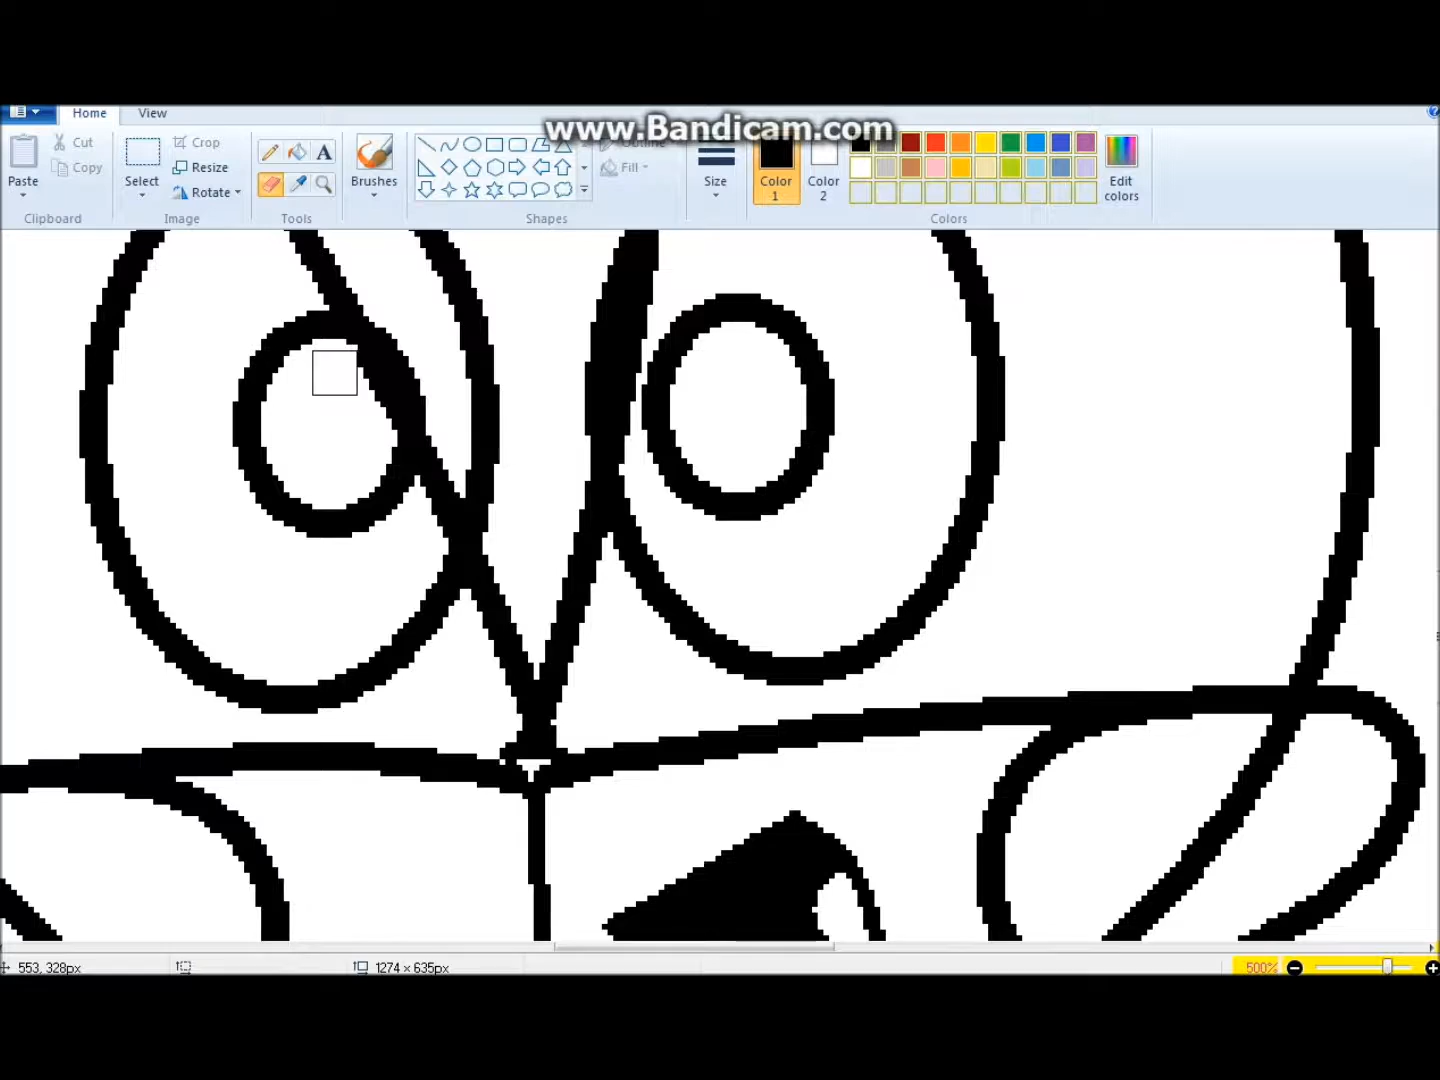 www.Bandicam.com
Home View
Cut
Copy
Paste
Clipboard
Select
Crop
Resize
Rotate
Image
A
Tools
Brushes
Outline
Fill
Shapes
Size
Color 1
Color 2
Edit colors
Colors
553, 328px
1274 × 635px
500%